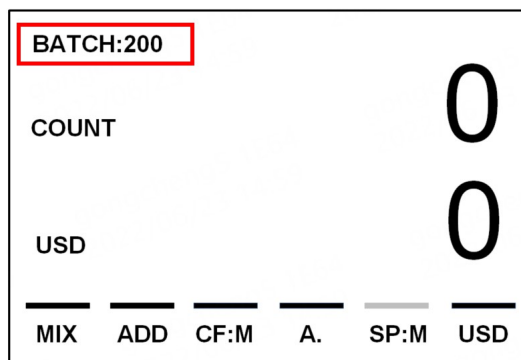 BATCH:200
COUNT 0
USD 0
MIX ADD CF:M A. SP:M USD